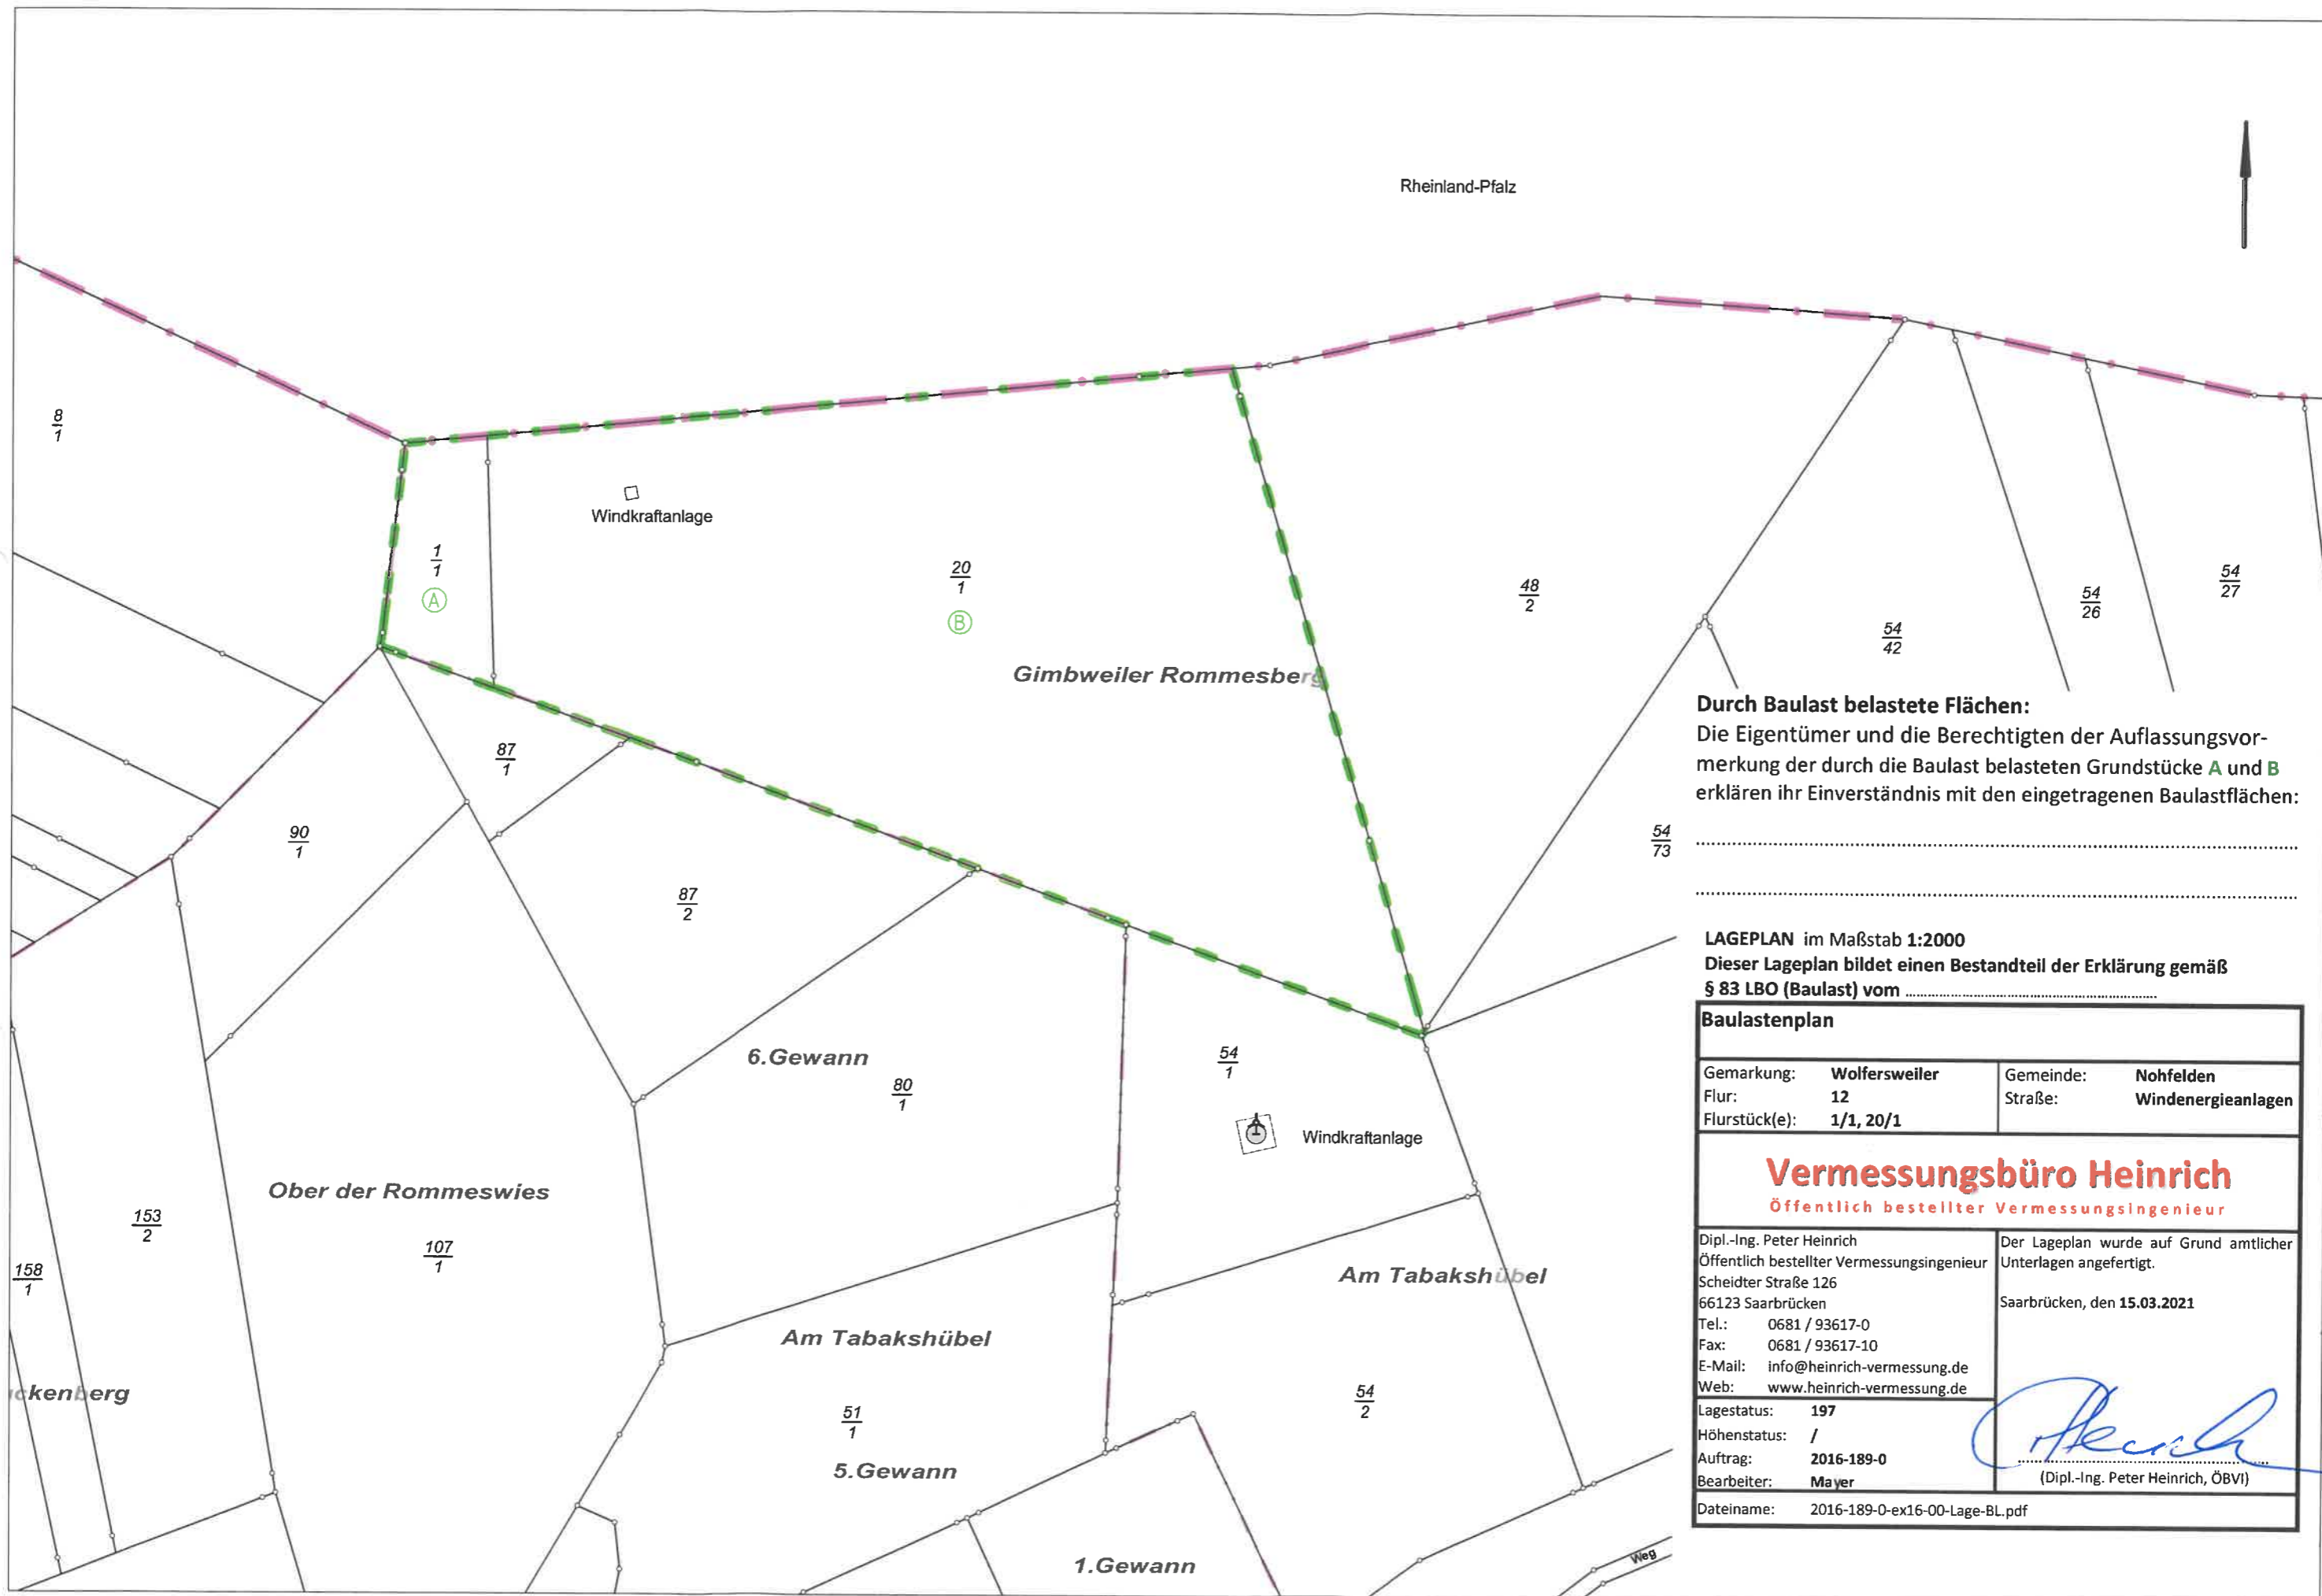 Rheinland-Pfalz
8
1
Windkraftanlage
1
1
A
20
1
B
48
2
54
42
54
26
54
27
Gimbweiler Rommesberg
87
1
90
1
87
2
54
73
6.Gewann
80
1
54
1
Windkraftanlage
Ober der Rommeswies
153
2
107
1
158
1
Am Tabakshübel
Am Tabakshübel
ckenberg
51
1
54
2
5.Gewann
1.Gewann
Weg
Durch Baulast belastete Flächen:
Die Eigentümer und die Berechtigten der Auflassungsvor-
merkung der durch die Baulast belasteten Grundstücke A und B
erklären ihr Einverständnis mit den eingetragenen Baulastflächen:
LAGEPLAN im Maßstab 1:2000
Dieser Lageplan bildet einen Bestandteil der Erklärung gemäß
§ 83 LBO (Baulast) vom
Baulastenplan
Gemarkung: Wolfersweiler
Flur: 12
Flurstück(e): 1/1, 20/1
Gemeinde: Nohfelden
Straße: Windenergieanlagen
Vermessungsbüro Heinrich
Öffentlich bestellter Vermessungsingenieur
Dipl.-Ing. Peter Heinrich
Öffentlich bestellter Vermessungsingenieur
Scheidter Straße 126
66123 Saarbrücken
Tel.: 0681 / 93617-0
Fax: 0681 / 93617-10
E-Mail: info@heinrich-vermessung.de
Web: www.heinrich-vermessung.de
Der Lageplan wurde auf Grund amtlicher
Unterlagen angefertigt.
Saarbrücken, den 15.03.2021
Lagestatus: 197
Höhenstatus: /
Auftrag: 2016-189-0
Bearbeiter: Mayer
(Dipl.-Ing. Peter Heinrich, ÖBVI)
Dateiname: 2016-189-0-ex16-00-Lage-BL.pdf